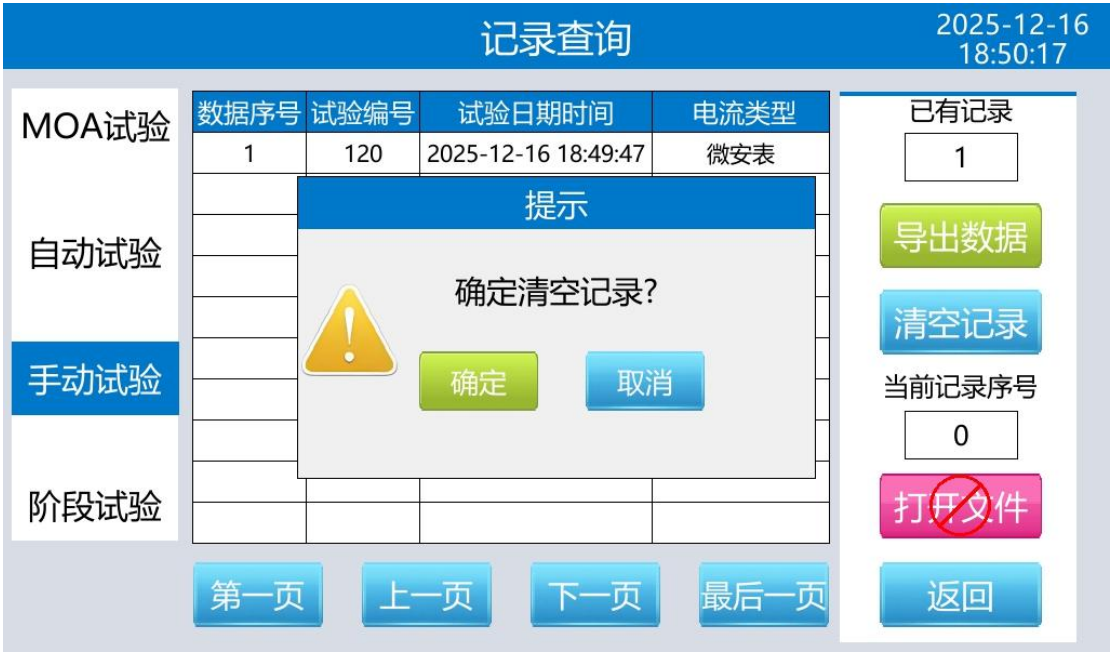 记录查询
2025-12-16
18:50:17
MOA试验
自动试验
手动试验
阶段试验
数据序号 试验编号 试验日期时间 电流类型
1 120 2025-12-16 18:49:47 微安表
提示
确定清空记录?
确定 取消
第一页 上一页 下一页 最后一页
已有记录
1
导出数据
清空记录
当前记录序号
0
打开文件
返回